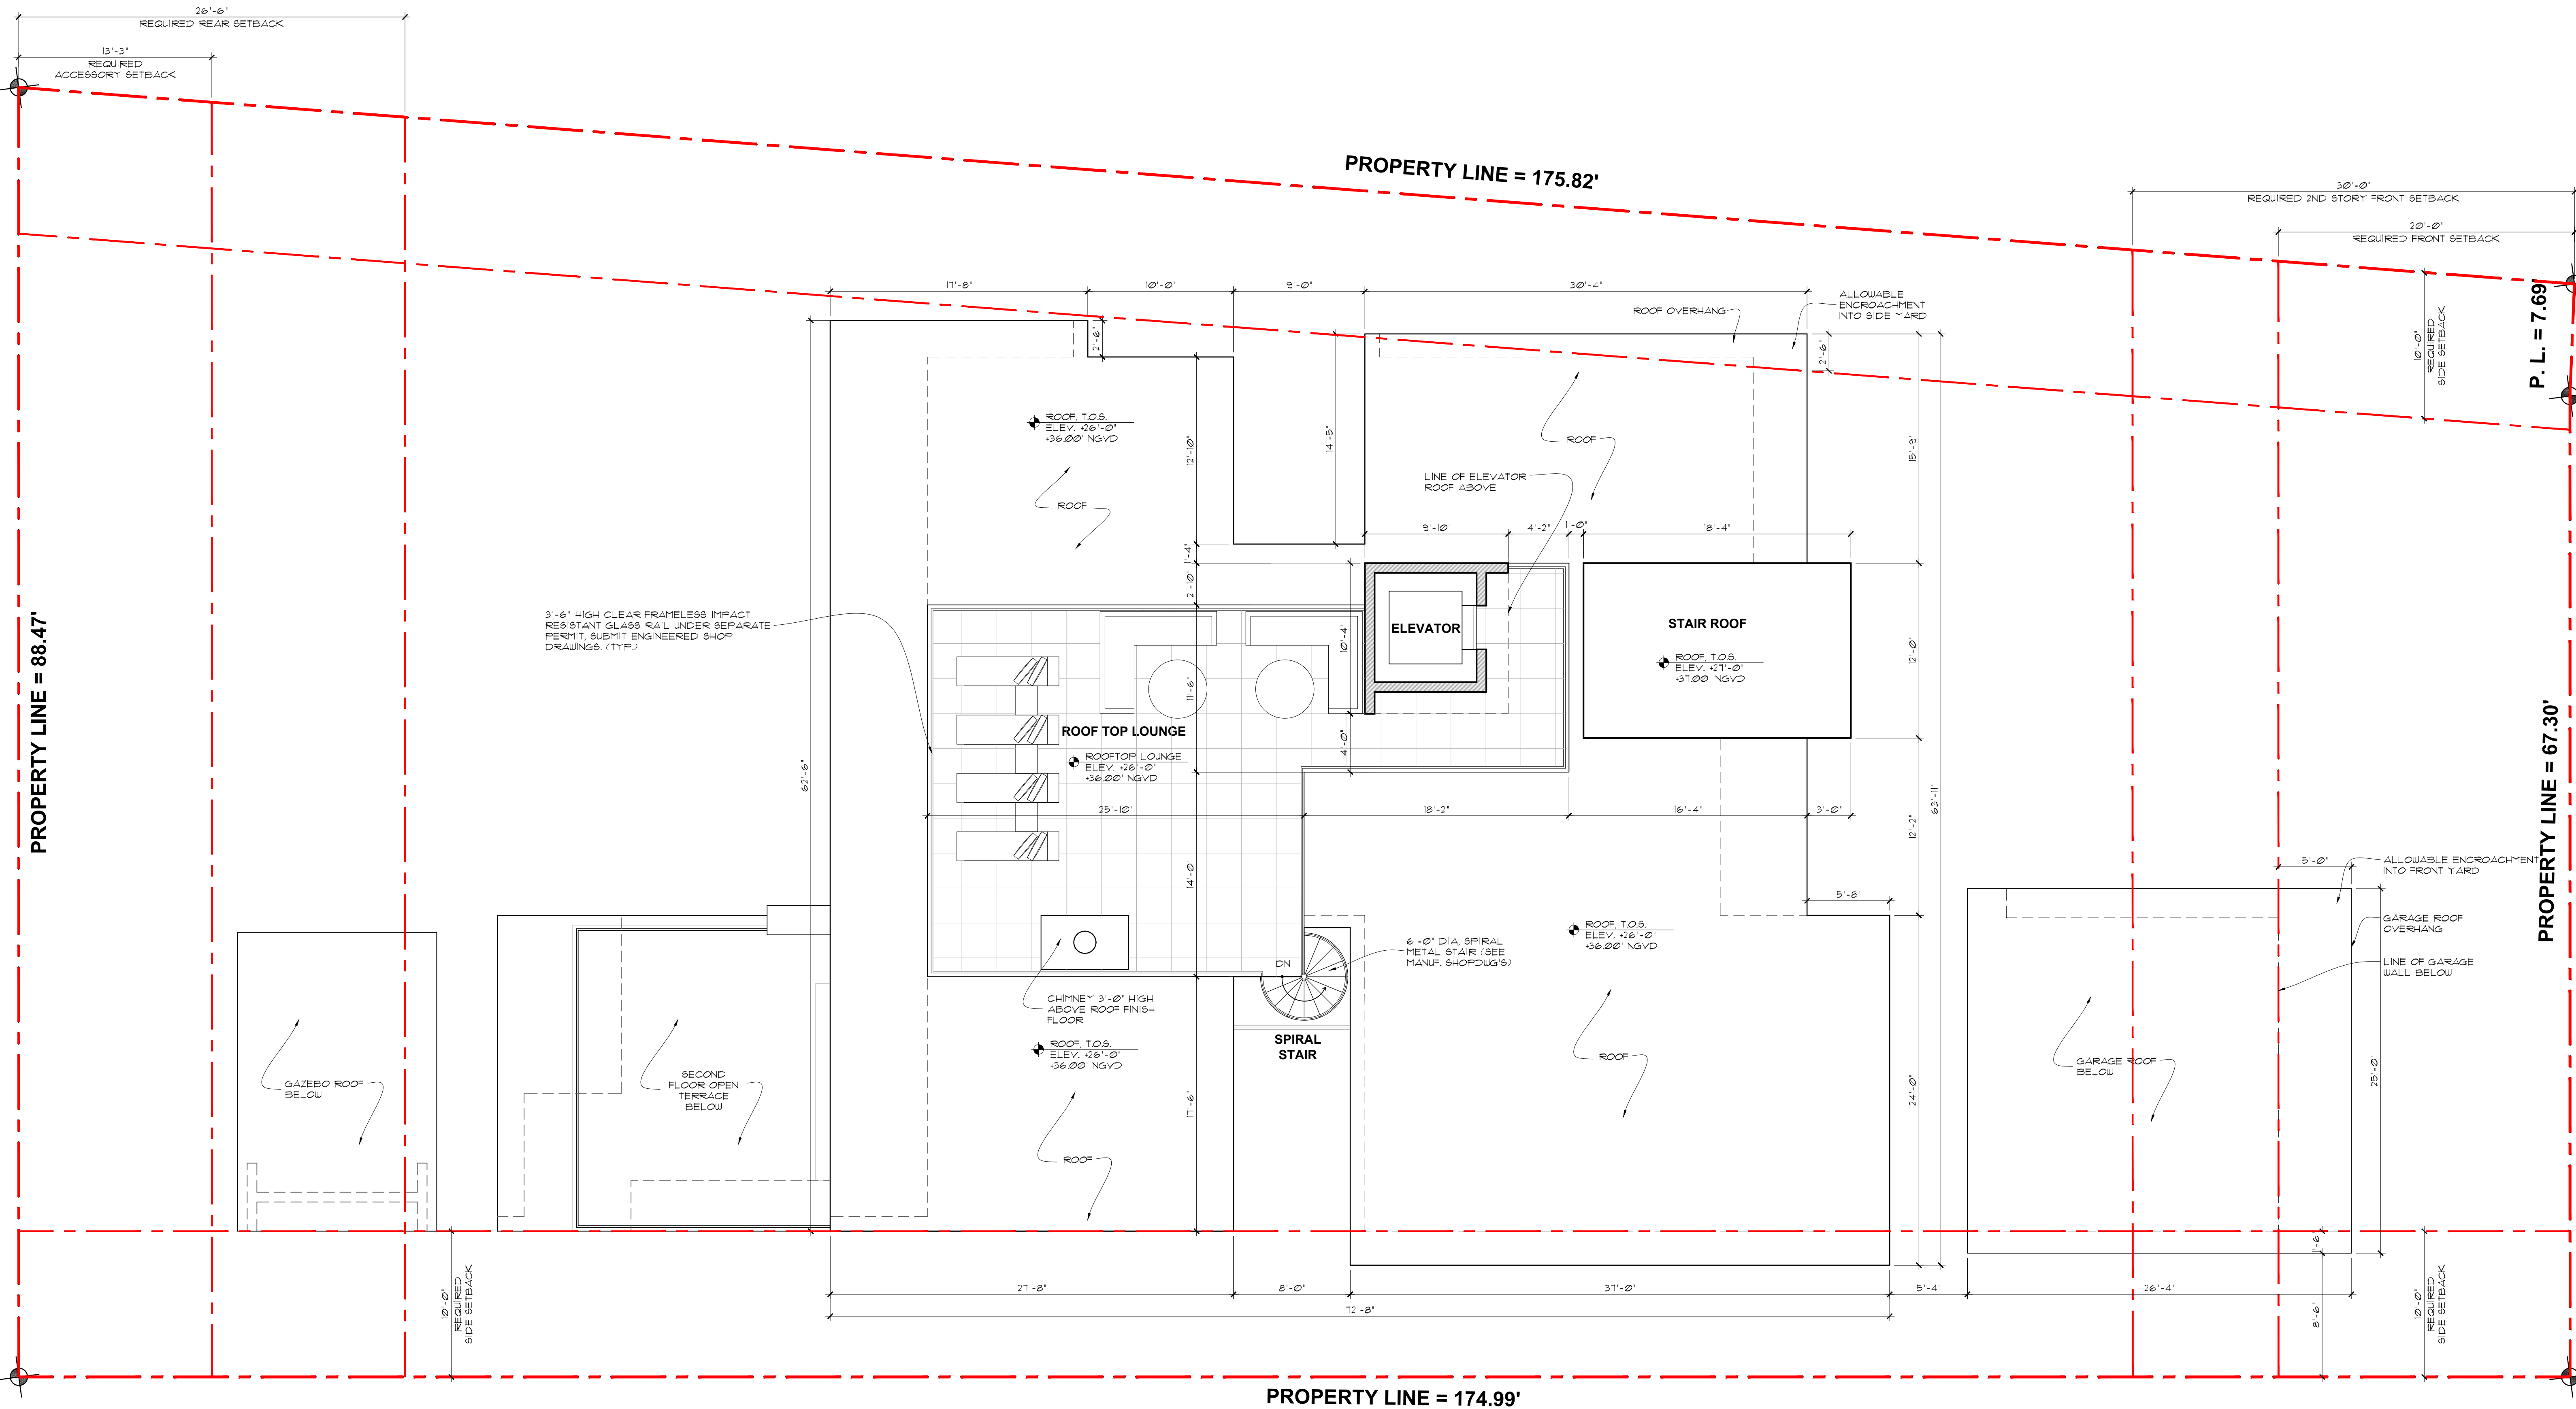 26'-6"
REQUIRED REAR SETBACK
13'-3"
REQUIRED
ACCESSORY SETBACK
PROPERTY LINE = 175.82'
30'-0"
REQUIRED 2ND STORY FRONT SETBACK
20'-0"
REQUIRED FRONT SETBACK
17'-8"
10'-0"
9'-0"
30'-4"
ROOF OVERHANG
ALLOWABLE
ENCROACHMENT
INTO SIDE YARD
10'-0"
REQUIRED
SIDE SETBACK
P. L. = 7.69'
2'-6"
2'-6"
ROOF, T.O.S.
ELEV. +26'-0"
+36.00' NGVD
ROOF
12'-10"
14'-5"
ROOF
15'-9"
LINE OF ELEVATOR
ROOF ABOVE
9'-10"
4'-2"
1'-0"
18'-4"
1'-4"
2'-10"
3'-6" HIGH CLEAR FRAMELESS IMPACT
RESISTANT GLASS RAIL UNDER SEPARATE
PERMIT, SUBMIT ENGINEERED SHOP
DRAWINGS. (TYP.)
10'-4"
ELEVATOR
STAIR ROOF
ROOF, T.O.S.
ELEV. +27'-0"
+37.00' NGVD
12'-0"
11'-6"
ROOF TOP LOUNGE
ROOFTOP LOUNGE
ELEV. +26'-0"
+36.00' NGVD
4'-0"
PROPERTY LINE = 88.47'
62'-6"
25'-10"
18'-2"
16'-4"
3'-0"
12'-2"
63'-11"
PROPERTY LINE = 67.30'
14'-0"
5'-8"
5'-0"
ALLOWABLE ENCROACHMENT
INTO FRONT YARD
GARAGE ROOF
OVERHANG
LINE OF GARAGE
WALL BELOW
ROOF, T.O.S.
ELEV. +26'-0"
+36.00' NGVD
6'-0" DIA. SPIRAL
METAL STAIR (SEE
MANUF. SHOPDWG'S)
DN
CHIMNEY 3'-0" HIGH
ABOVE ROOF FINISH
FLOOR
SPIRAL
STAIR
ROOF, T.O.S.
ELEV. +26'-0"
+36.00' NGVD
ROOF
GARAGE ROOF
BELOW
25'-0"
GAZEBO ROOF
BELOW
SECOND
FLOOR OPEN
TERRACE
BELOW
17'-6"
24'-0"
ROOF
10'-0"
REQUIRED
SIDE SETBACK
1'-6"
8'-6"
10'-0"
REQUIRED
SIDE SETBACK
27'-8"
8'-0"
37'-0"
5'-4"
26'-4"
72'-8"
PROPERTY LINE = 174.99'